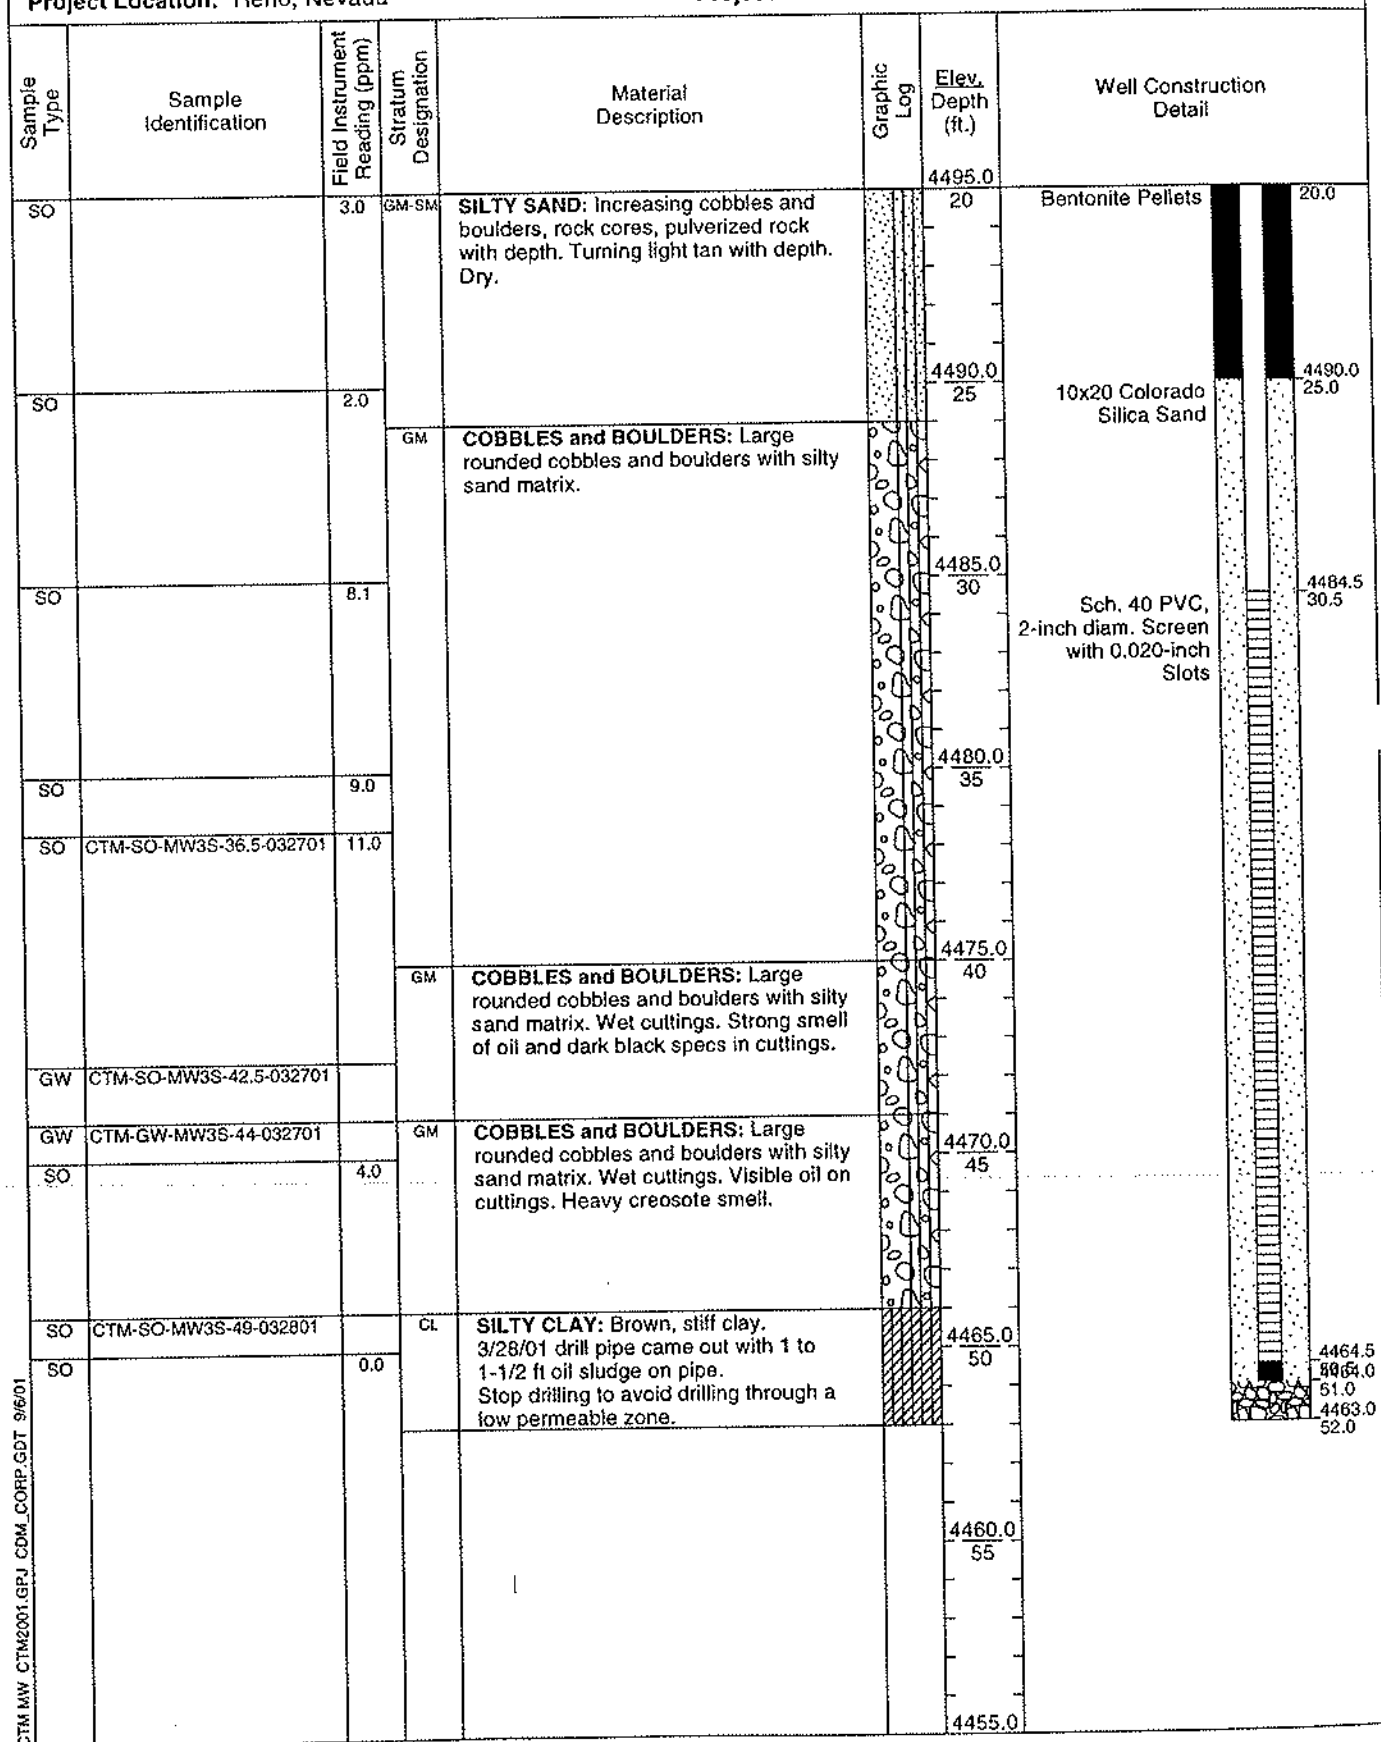 Project Location: Reno, Nevada
Sample Type
Sample Identification
Field Instrument Reading (ppm)
Stratum Designation
Material Description
Graphic Log
Elev. Depth (ft.)
Well Construction Detail
4495.0
20
SO
3.0
GM-SM
SILTY SAND: Increasing cobbles and
boulders, rock cores, pulverized rock
with depth. Turning light tan with depth.
Dry.
Bentonite Pellets
20.0
4490.0
25
4490.0
25.0
SO
2.0
10x20 Colorado
Silica Sand
GM
COBBLES and BOULDERS: Large
rounded cobbles and boulders with silty
sand matrix.
4485.0
30
4484.5
30.5
SO
8.1
Sch. 40 PVC,
2-inch diam. Screen
with 0.020-inch
Slots
4480.0
35
SO
9.0
SO
CTM-SO-MW3S-36.5-032701
11.0
4475.0
40
GM
COBBLES and BOULDERS: Large
rounded cobbles and boulders with silty
sand matrix. Wet cuttings. Strong smell
of oil and dark black specs in cuttings.
GW
CTM-SO-MW3S-42.5-032701
GW
CTM-GW-MW3S-44-032701
GM
COBBLES and BOULDERS: Large
rounded cobbles and boulders with silty
sand matrix. Wet cuttings. Visible oil on
cuttings. Heavy creosote smell.
4470.0
45
SO
4.0
SO
CTM-SO-MW3S-49-032801
CL
SILTY CLAY: Brown, stiff clay.
3/28/01 drill pipe came out with 1 to
1-1/2 ft oil sludge on pipe.
Stop drilling to avoid drilling through a
low permeable zone.
4465.0
50
SO
0.0
4464.5
50.5
4464.0
51.0
4463.0
52.0
4460.0
55
4455.0
CTM MW CTM2001.GPJ CDM_CORP.GDT 9/6/01